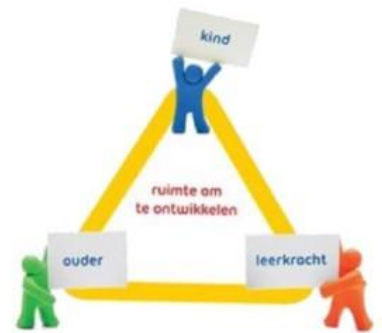 kind
ruimte om
te ontwikkelen
ouder
leerkracht